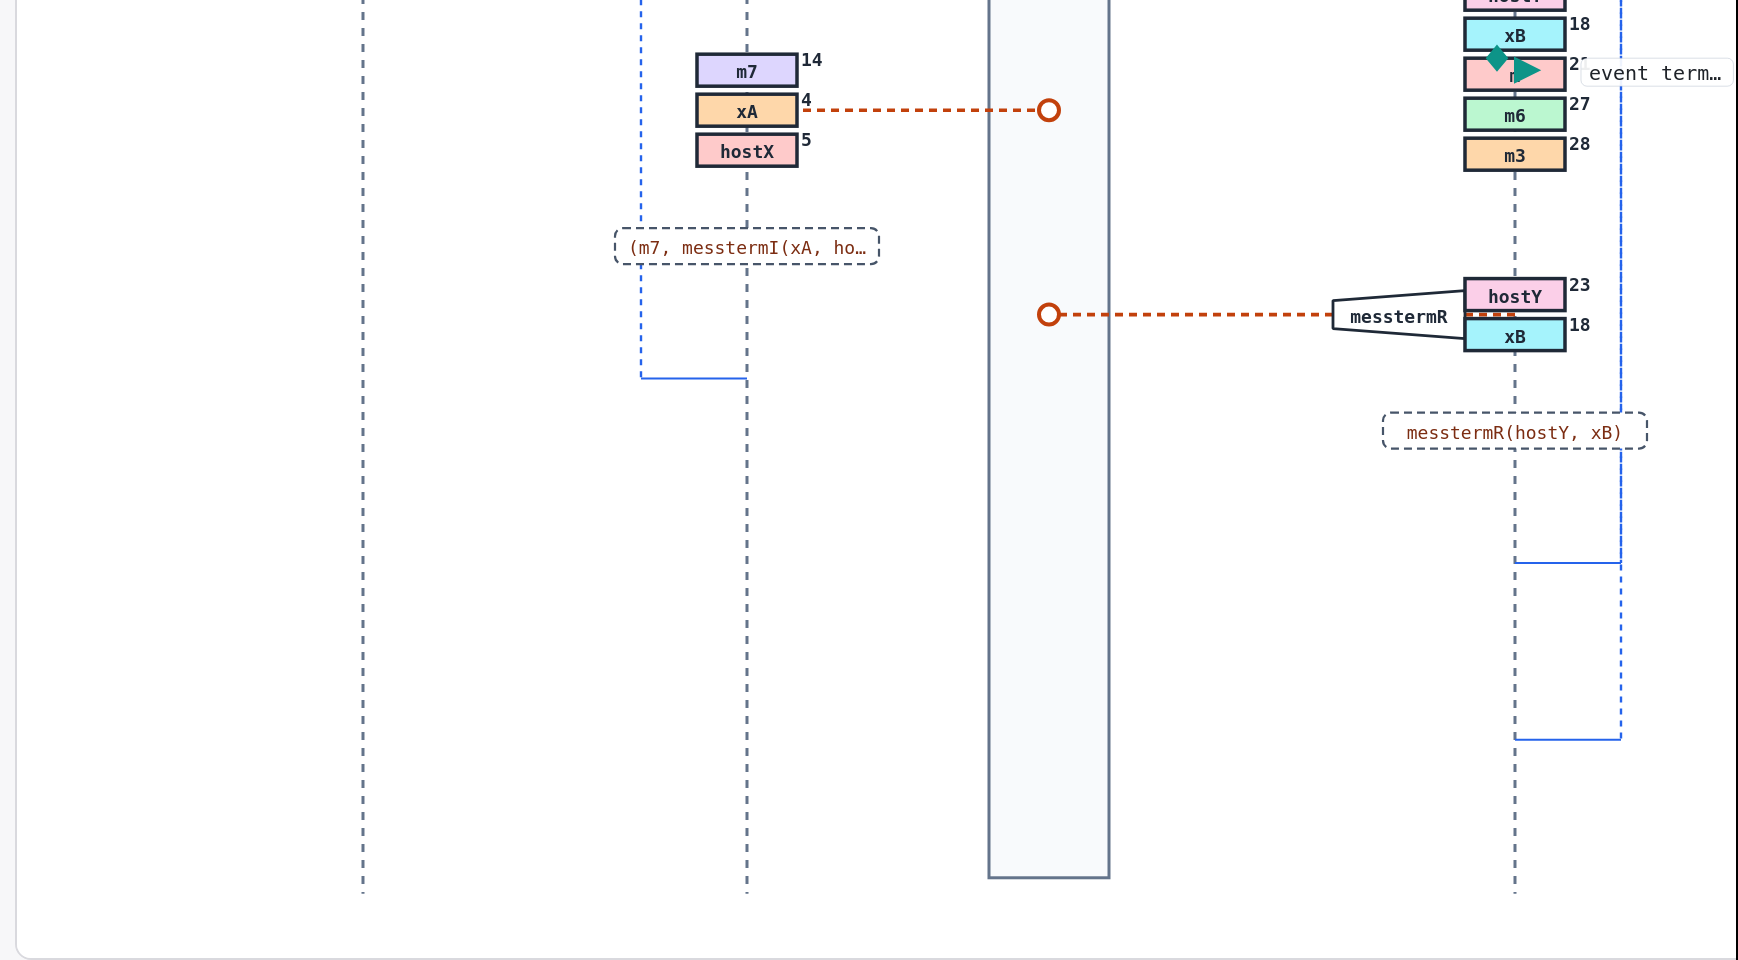 xB 18
m7 14
event term…
xA 4
m6 27
hostX 5
m3 28
(m7, messtermI(xA, ho…
hostY 23
messtermR
xB 18
messtermR(hostY, xB)